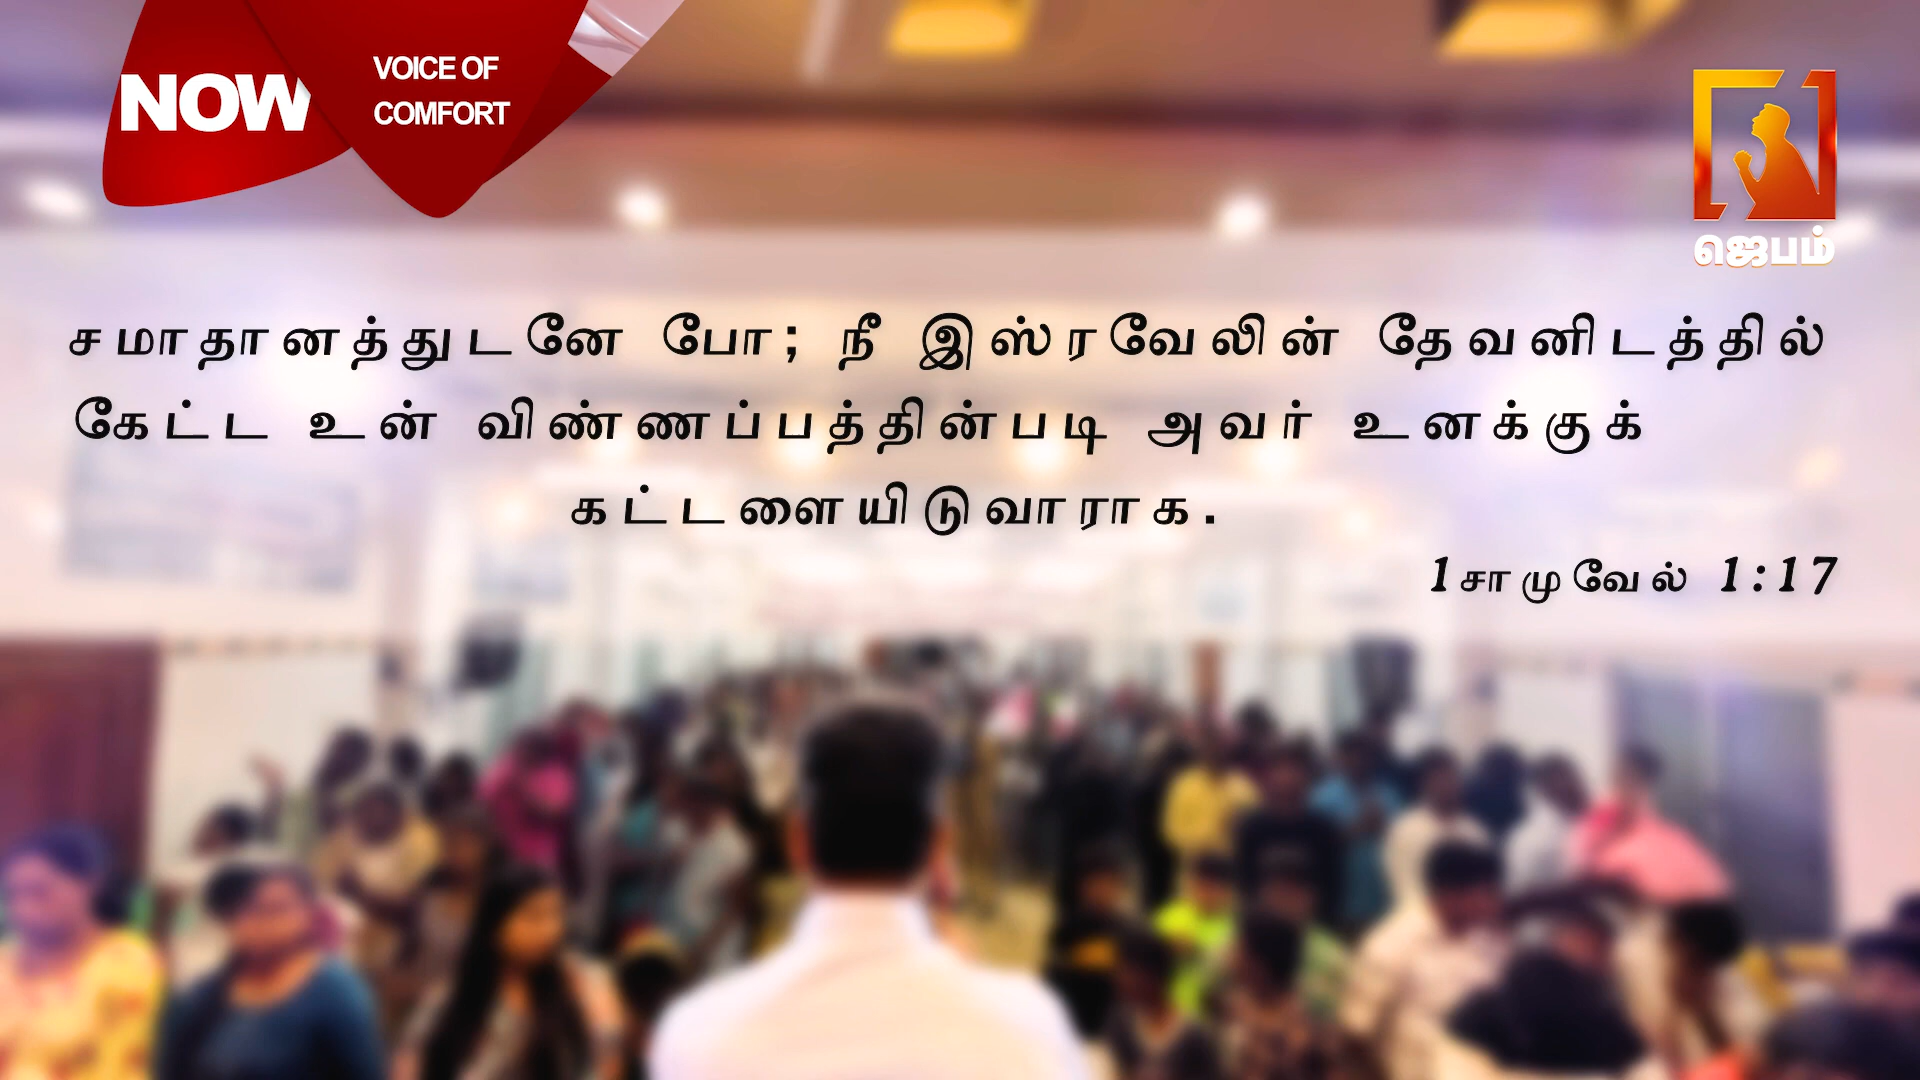 NOW
VOICE OF
COMFORT
ஜெபம்
சமாதானத்துடனே போ; நீ இஸ்ரவேலின் தேவனிடத்தில்
கேட்ட உன் விண்ணப்பத்தின்படி அவர் உனக்குக்
கட்டளையிடுவாராக.
1சாமுவேல் 1:17